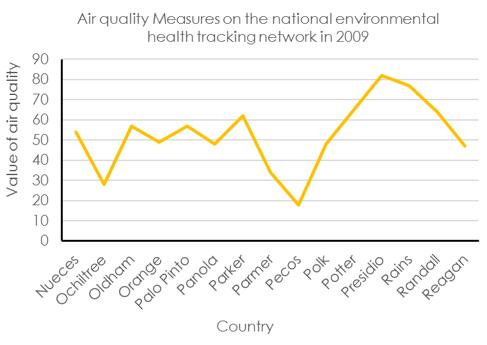 Air quality Measures on the national environmental
health tracking network in 2009
Value of air quality
90
80
70
60
50
40
30
20
10
0
Nueces
Ochiltree
Oldham
Orange
Palo Pinto
Panola
Parker
Parmer
Pecos
Polk
Potter
Presidio
Rains
Randall
Reagan
Country